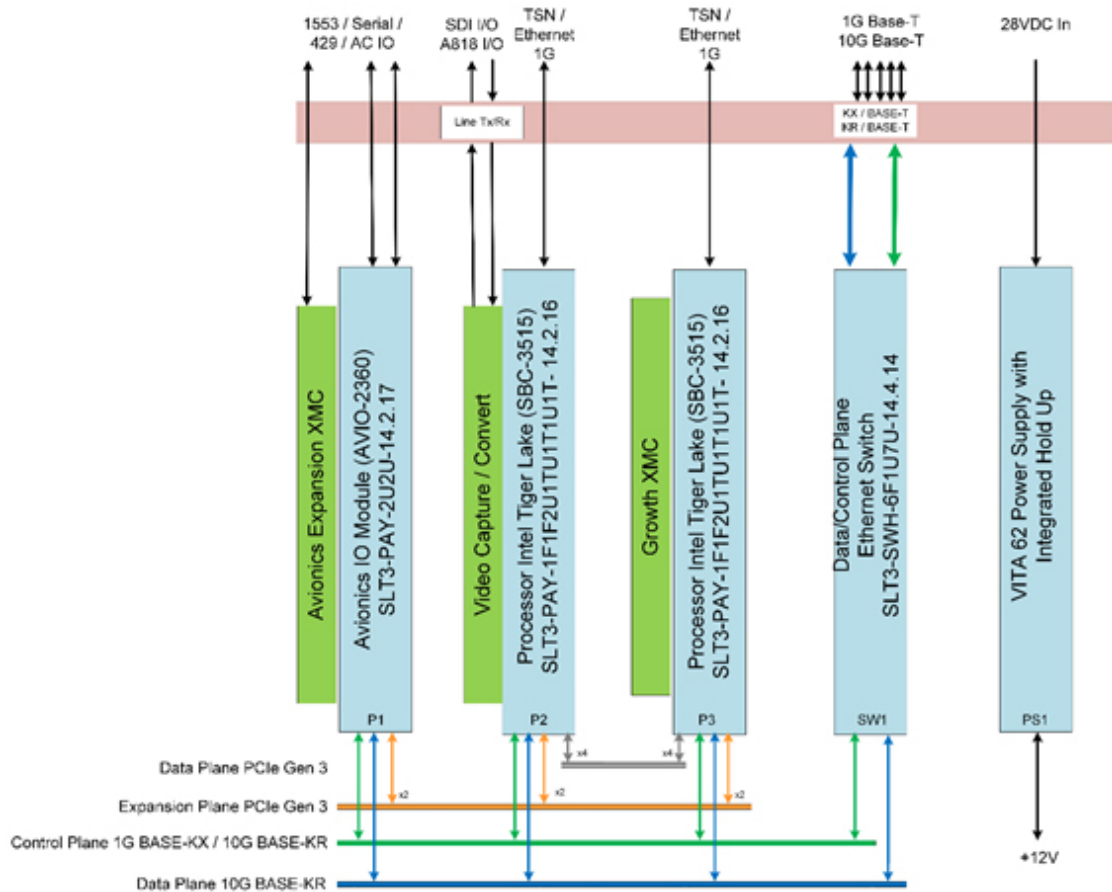 1553 / Serial /
429 / AC IO
SDI I/O
A818 I/O
TSN /
Ethernet
1G
TSN /
Ethernet
1G
1G Base-T
10G Base-T
28VDC In
Line Tx/Rx
KX / BASE-T
KR / BASE-T
Avionics Expansion XMC
Avionics IO Module (AVIO-2360)
SLT3-PAY-2U2U-14.2.17
Video Capture / Convert
Processor Intel Tiger Lake (SBC-3515)
SLT3-PAY-1F1F2U1TU1T1U1T- 14.2.16
Growth XMC
Processor Intel Tiger Lake (SBC-3515)
SLT3-PAY-1F1F2U1TU1T1U1T- 14.2.16
Data/Control Plane
Ethernet Switch
SLT3-SWH-6F1U7U-14.4.14
VITA 62 Power Supply with
Integrated Hold Up
P1
P2
P3
SW1
PS1
x4
x4
Data Plane PCIe Gen 3
x2
x2
x2
Expansion Plane PCIe Gen 3
Control Plane 1G BASE-KX / 10G BASE-KR
+12V
Data Plane 10G BASE-KR